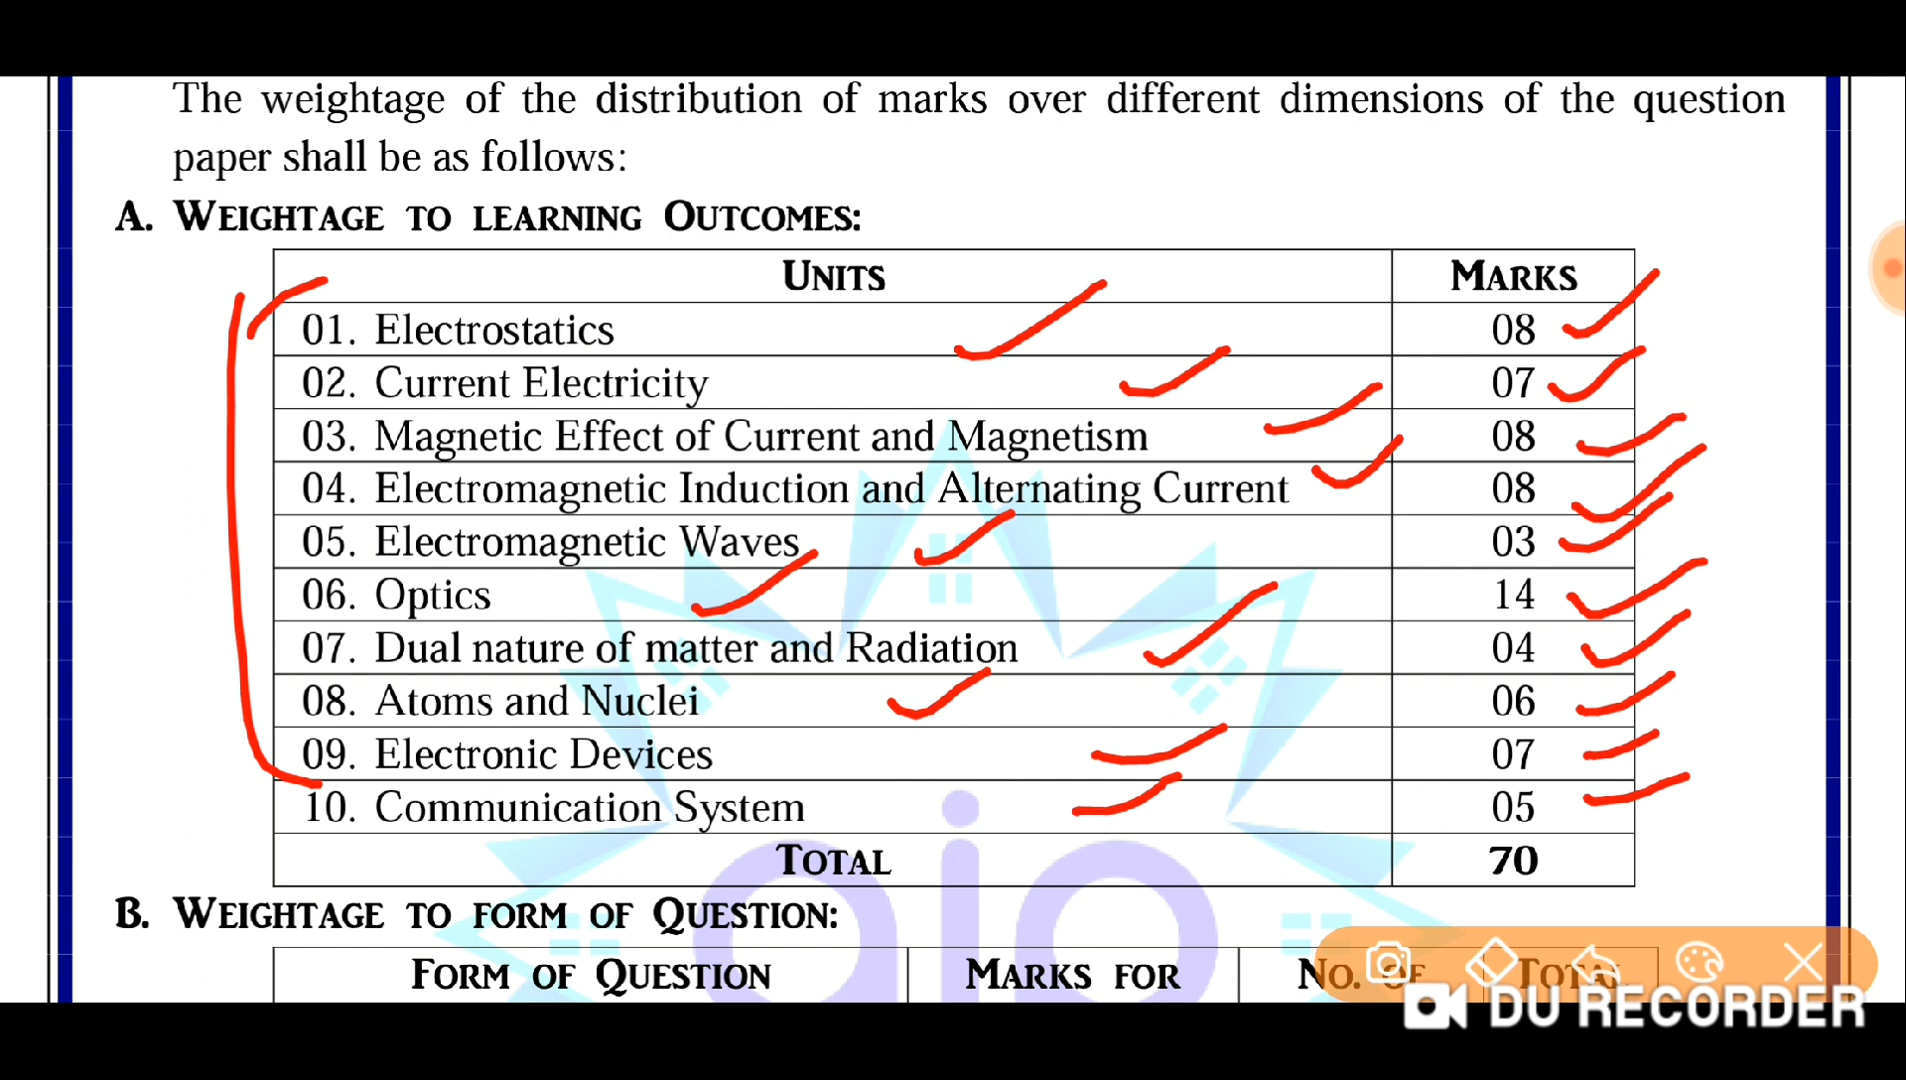 The weightage of the distribution of marks over different dimensions of the question
paper shall be as follows:
A. WEIGHTAGE TO LEARNING OUTCOMES:
UNITS MARKS
01. Electrostatics 08
02. Current Electricity 07
03. Magnetic Effect of Current and Magnetism 08
04. Electromagnetic Induction and Alternating Current 08
05. Electromagnetic Waves 03
06. Optics 14
07. Dual nature of matter and Radiation 04
08. Atoms and Nuclei 06
09. Electronic Devices 07
10. Communication System 05
TOTAL 70
B. WEIGHTAGE TO FORM OF QUESTION:
FORM OF QUESTION MARKS FOR NO. OF TOTAL
DU RECORDER
aio